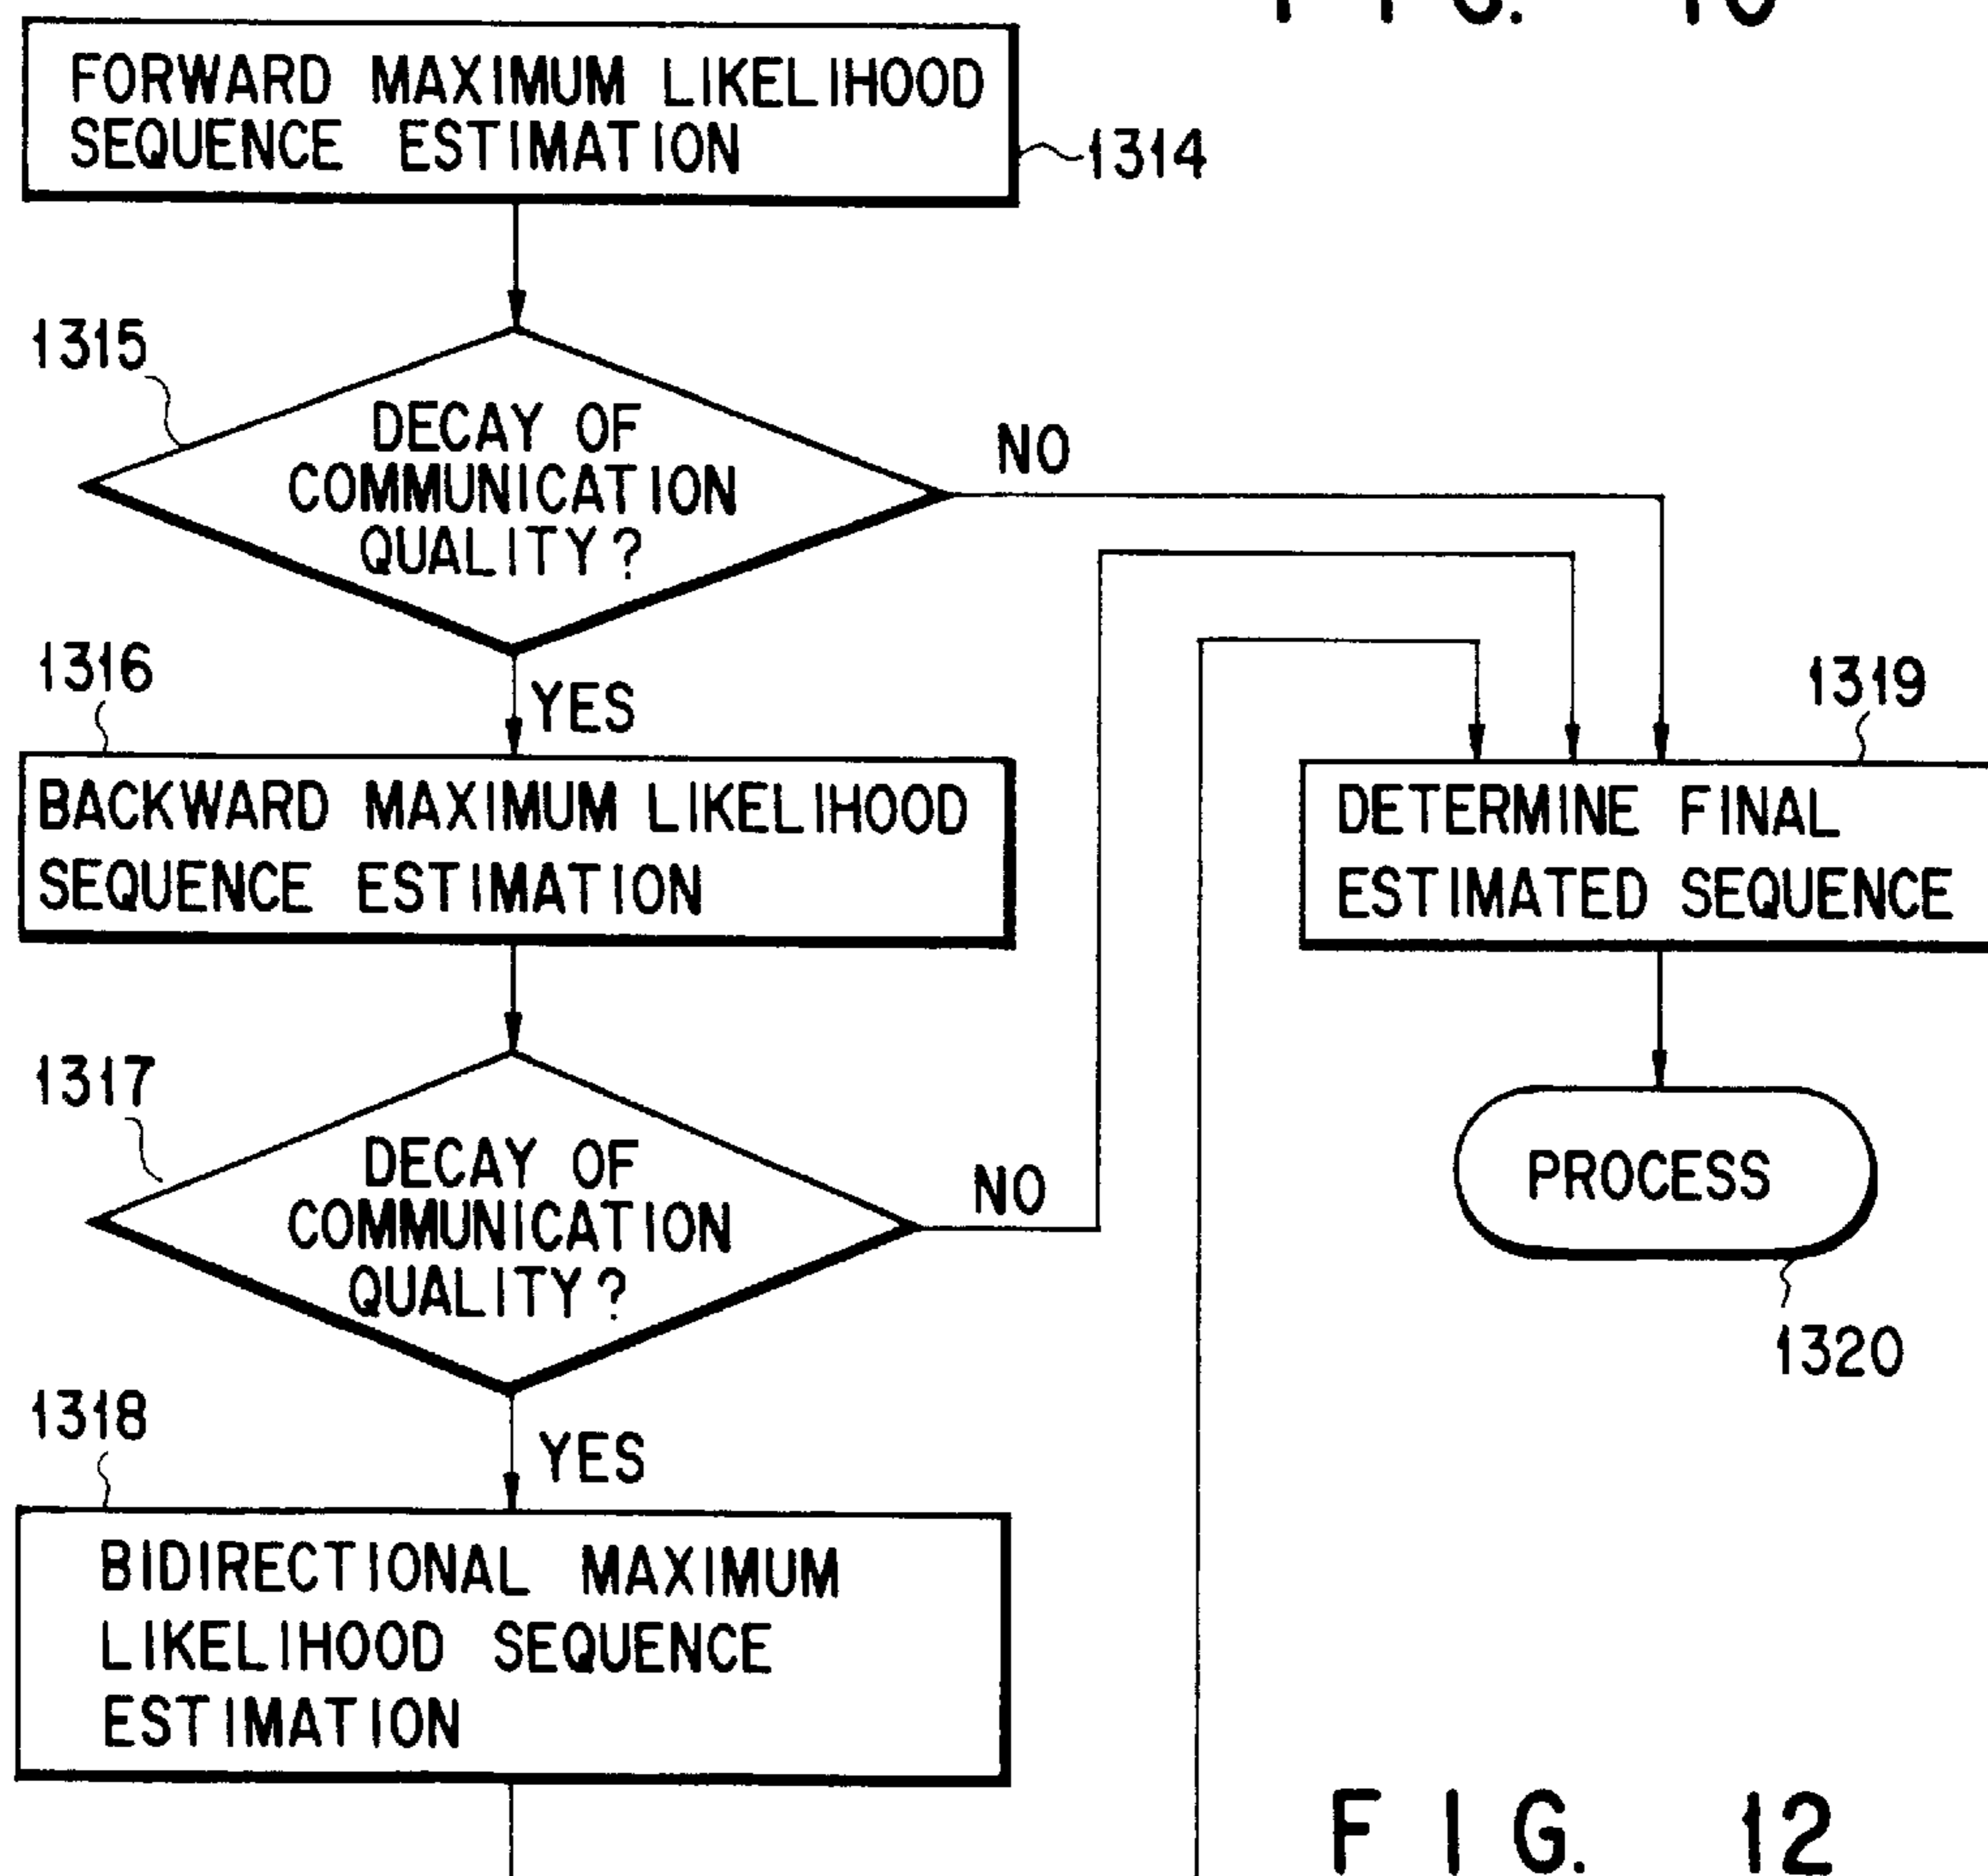 FORWARD MAXIMUM LIKELIHOOD
SEQUENCE ESTIMATION
1314
1315
DECAY OF
COMMUNICATION
QUALITY?
NO
YES
1316
BACKWARD MAXIMUM LIKELIHOOD
SEQUENCE ESTIMATION
1317
DECAY OF
COMMUNICATION
QUALITY?
NO
YES
1318
BIDIRECTIONAL MAXIMUM
LIKELIHOOD SEQUENCE
ESTIMATION
1319
DETERMINE FINAL
ESTIMATED SEQUENCE
PROCESS
1320
FIG. 12